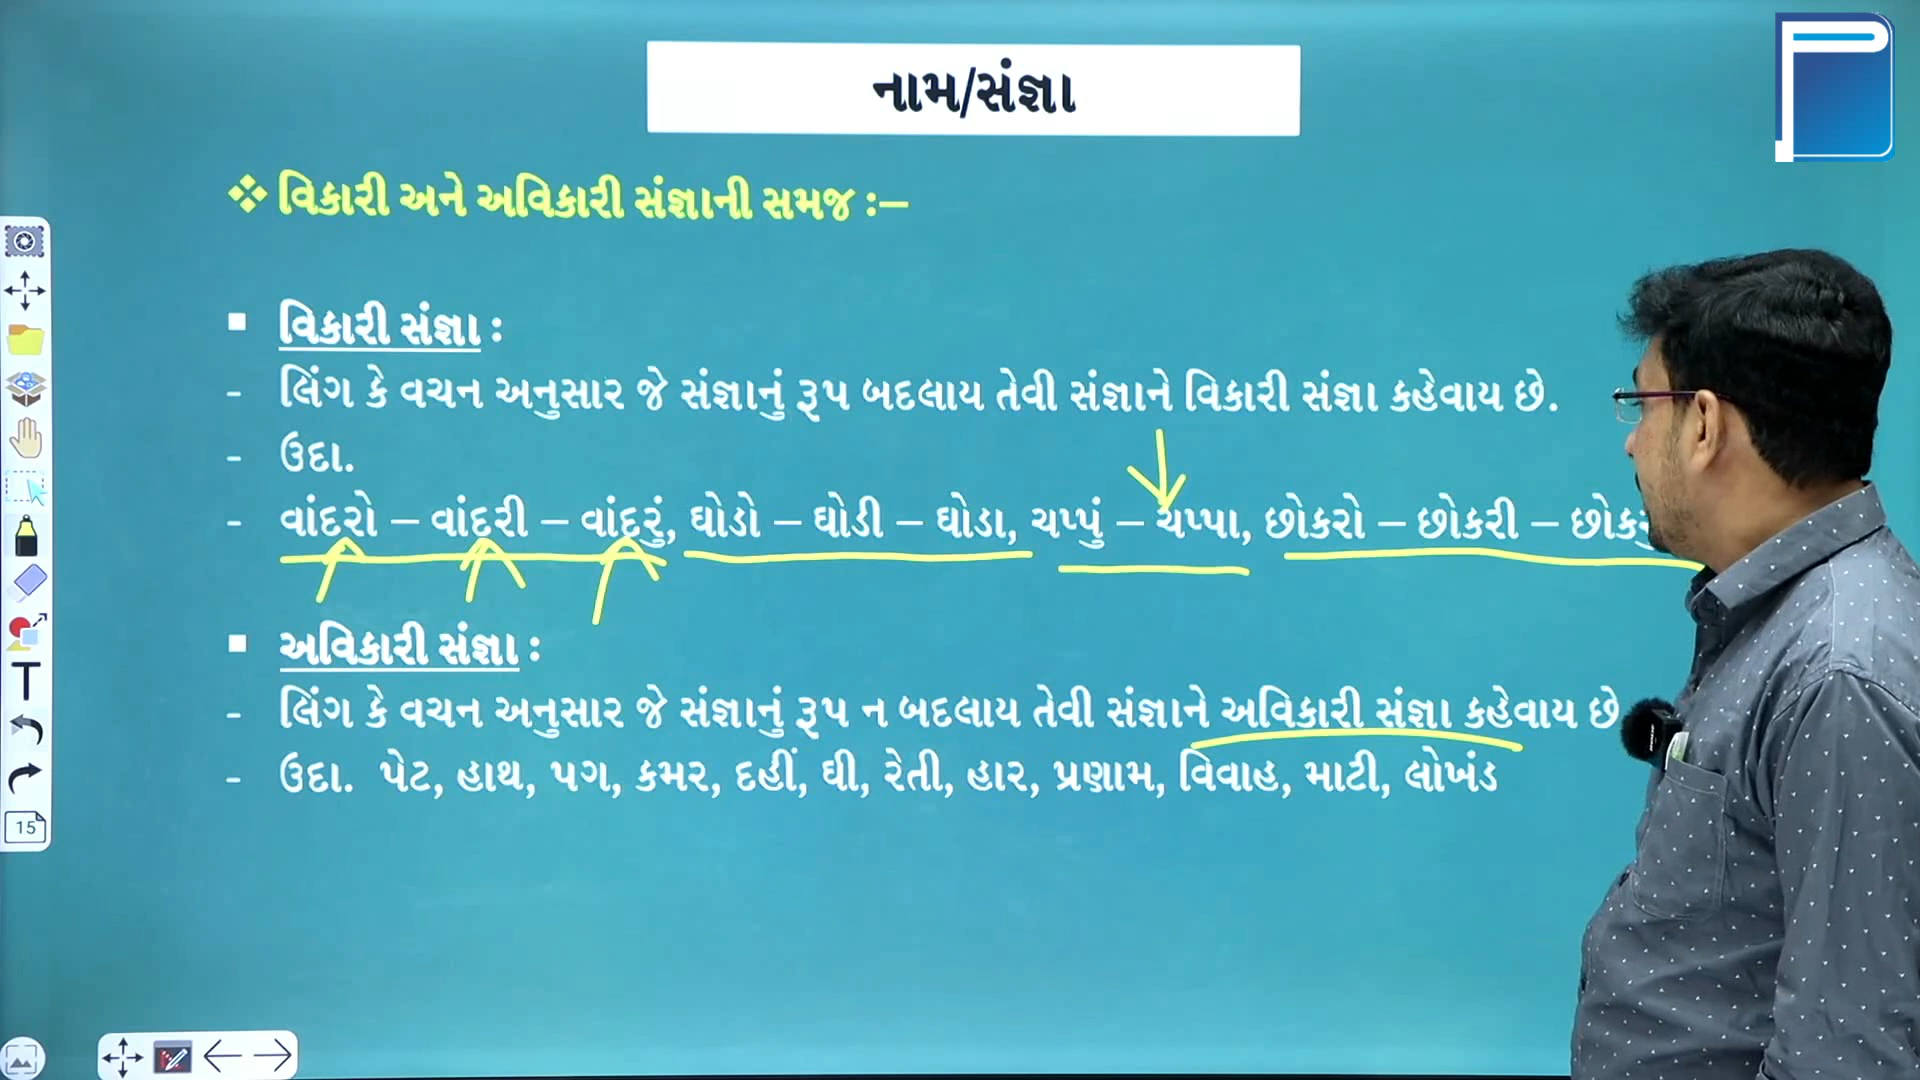 નામ/સંજ્ઞા
❖ વિકારી અને અવિકારી સંજ્ઞાની સમજ :–
▪ વિકારી સંજ્ઞા :
- લિંગ કે વચન અનુસાર જે સંજ્ઞાનું રૂપ બદલાય તેવી સંજ્ઞાને વિકારી સંજ્ઞા કહેવાય છે.
- ઉદા.
- વાંદરો – વાંદરી – વાંદરું, ઘોડો – ઘોડી – ઘોડા, ચપ્પું – ચપ્પા, છોકરો – છોકરી –
▪ અવિકારી સંજ્ઞા :
- લિંગ કે વચન અનુસાર જે સંજ્ઞાનું રૂપ ન બદલાય તેવી સંજ્ઞાને અવિકારી સંજ્ઞા કહેવાય છે
- ઉદા. પેટ, હાથ, પગ, કમર, દહીં, ઘી, રેતી, હાર, પ્રણામ, વિવાહ, માટી, લોખંડ
T
15